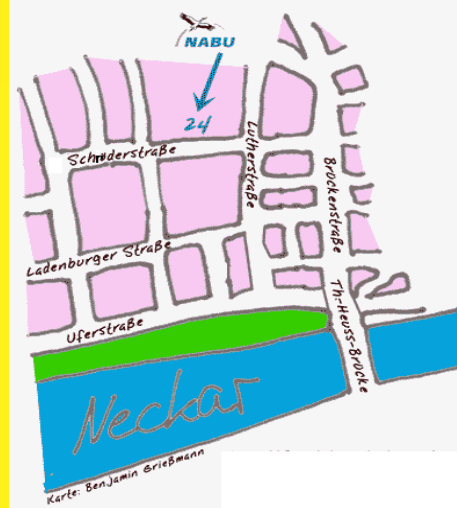 NABU
24
Schröderstraße
Lutherstraße
Brückenstraße
Ladenburger Straße
Th-Heuss-Brücke
Uferstraße
Neckar
Karte: Benjamin Grießmann